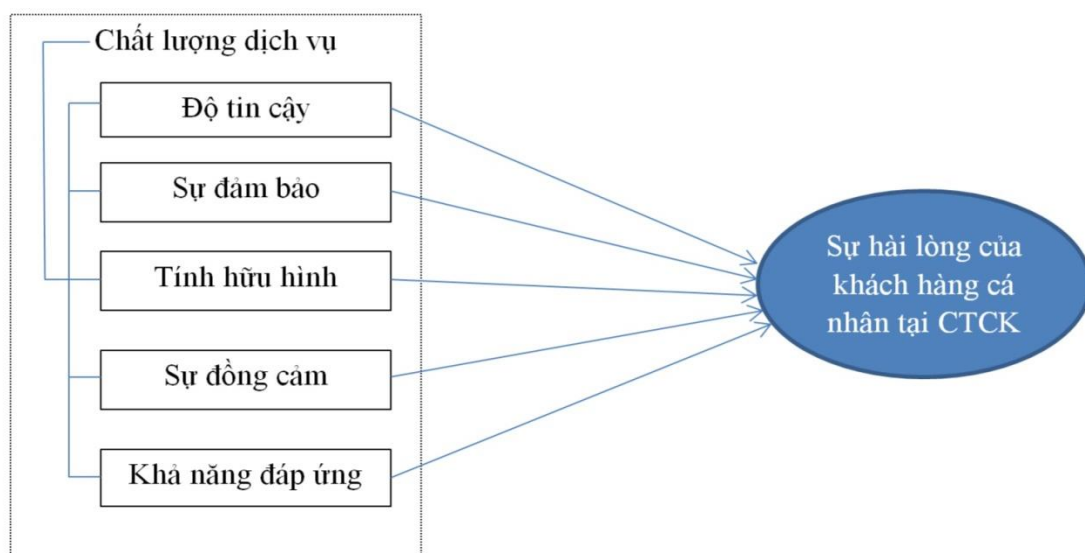 Chất lượng dịch vụ
Độ tin cậy
Sự đảm bảo
Tính hữu hình
Sự đồng cảm
Khả năng đáp ứng
Sự hài lòng của
khách hàng cá
nhân tại CTCK